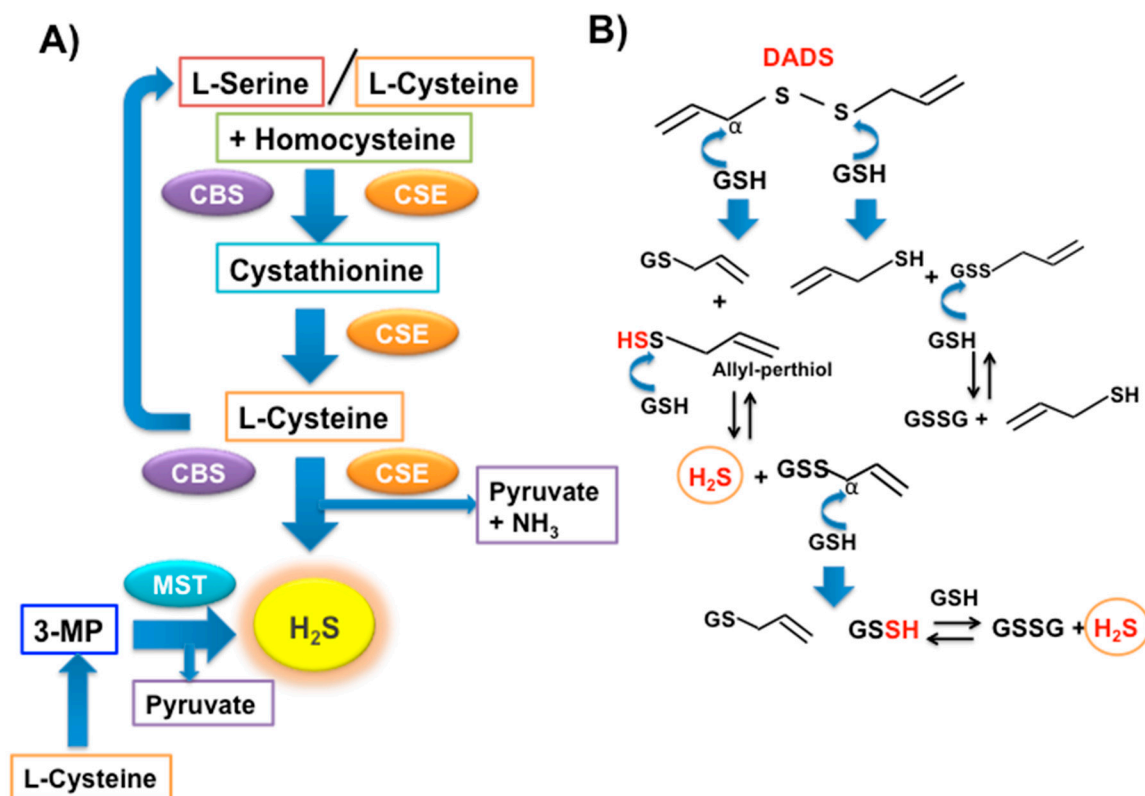 A)
L-Serine / L-Cysteine
+ Homocysteine
CBS
CSE
Cystathionine
CSE
L-Cysteine
CBS
CSE
Pyruvate
+ NH₃
MST
3-MP
H₂S
Pyruvate
L-Cysteine
B)
DADS
S S
α
GSH GSH
GS SH + GSS
+
HSS
GSH
Allyl-perthiol
GSH
SH
GSSG +
H₂S + GSS
α
GSH
GS
GSH
GSSH GSSG + H₂S